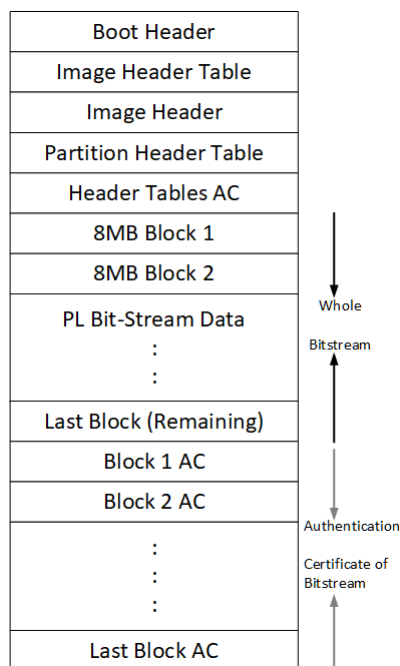 Boot Header
Image Header Table
Image Header
Partition Header Table
Header Tables AC
8MB Block 1
8MB Block 2
PL Bit-Stream Data
:
:
Last Block (Remaining)
Block 1 AC
Block 2 AC
:
:
:
Last Block AC
Whole
Bitstream
Authentication
Certificate of
Bitstream